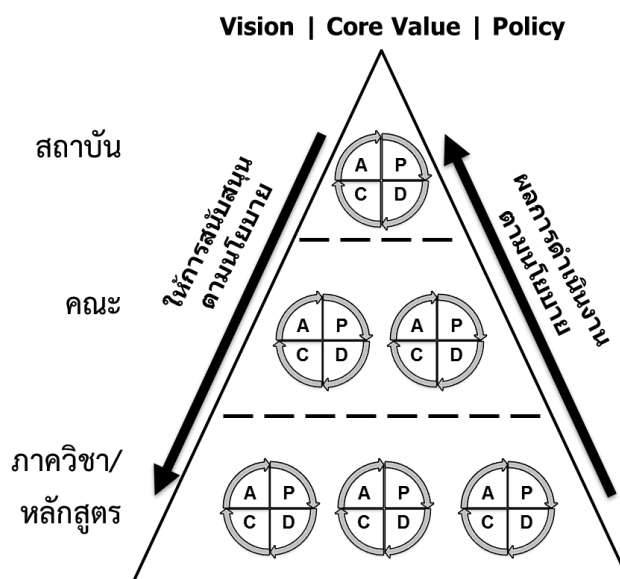 Vision | Core Value | Policy
สถาบัน
A P
C D
ให้การสนับสนุน
ตามนโยบาย
ผลการดำเนินงาน
ตามนโยบาย
คณะ
A P A P
C D C D
ภาควิชา/
หลักสูตร
A P A P A P
C D C D C D